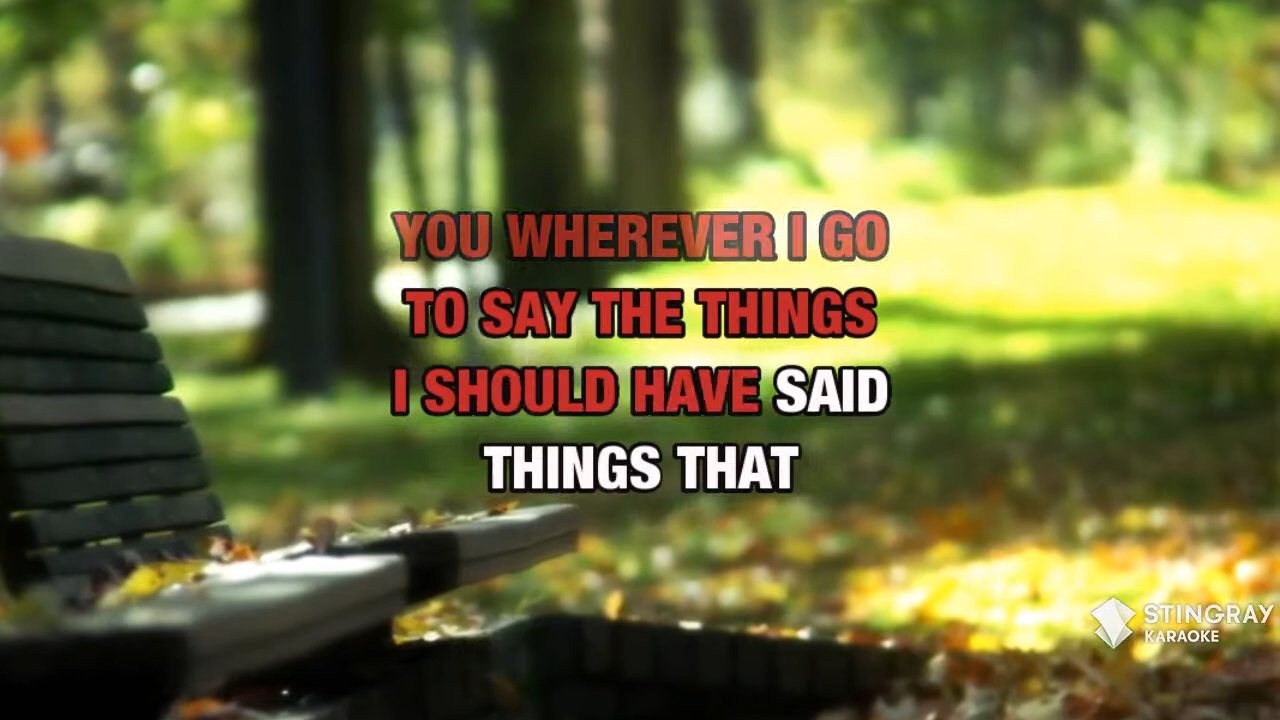 YOU WHEREVER I GO
TO SAY THE THINGS
I SHOULD HAVE SAID
THINGS THAT
STINGRAY
KARAOKE